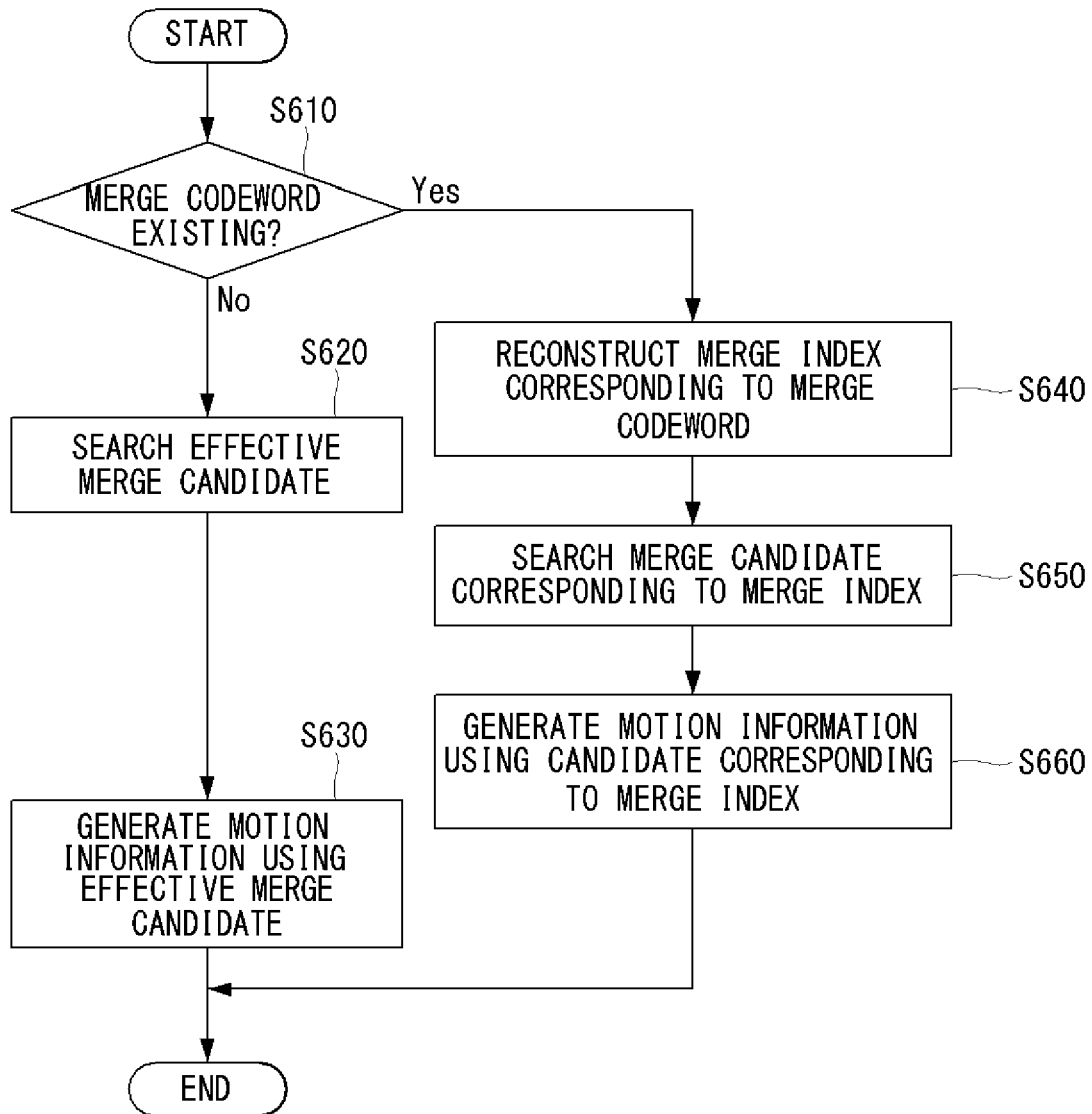 START
S610
MERGE CODEWORD
EXISTING?
Yes
No
S620
SEARCH EFFECTIVE
MERGE CANDIDATE
S630
GENERATE MOTION
INFORMATION USING
EFFECTIVE MERGE
CANDIDATE
RECONSTRUCT MERGE INDEX
CORRESPONDING TO MERGE
CODEWORD
S640
SEARCH MERGE CANDIDATE
CORRESPONDING TO MERGE INDEX
S650
GENERATE MOTION INFORMATION
USING CANDIDATE CORRESPONDING
TO MERGE INDEX
S660
END